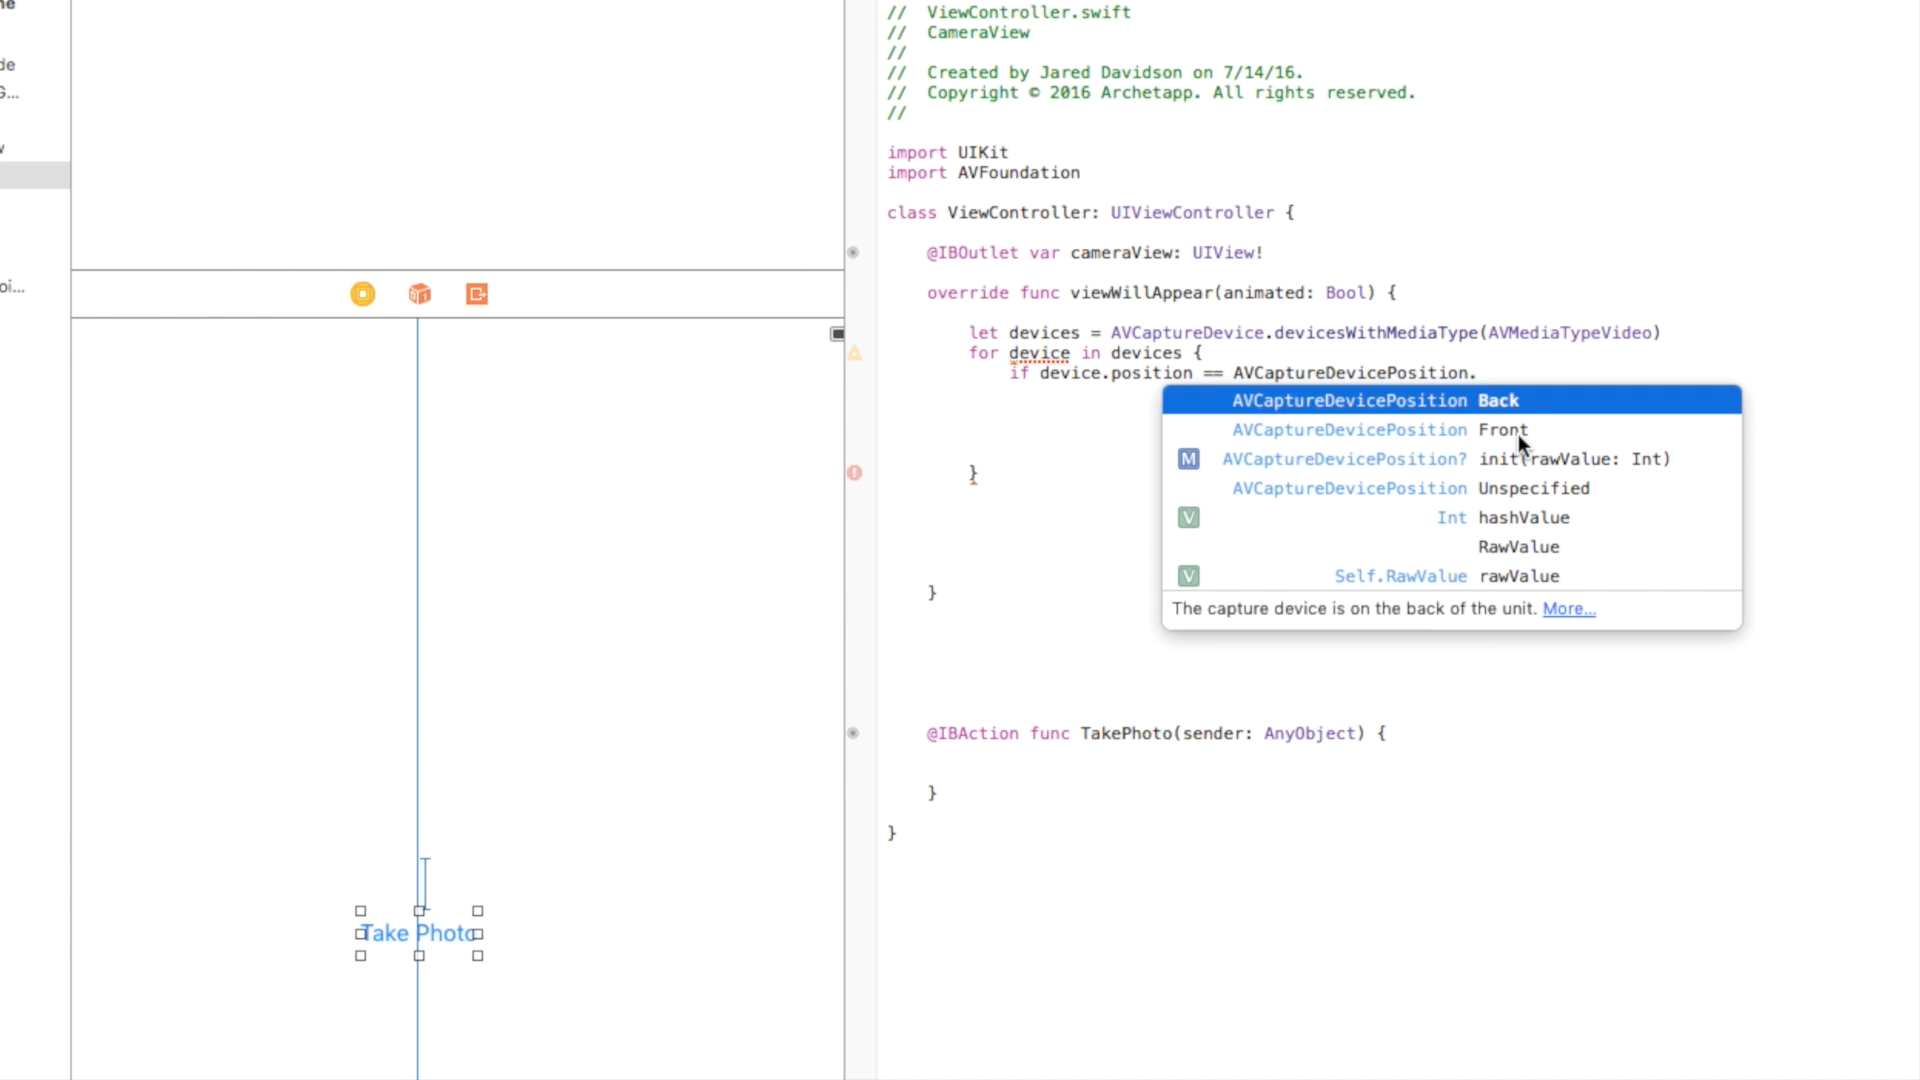 ne
de
G...
w
oi...
Take Photo
//  ViewController.swift
//  CameraView
//
//  Created by Jared Davidson on 7/14/16.
//  Copyright © 2016 Archetapp. All rights reserved.
//
import UIKit
import AVFoundation
class ViewController: UIViewController {
@IBOutlet var cameraView: UIView!
override func viewWillAppear(animated: Bool) {
let devices = AVCaptureDevice.devicesWithMediaType(AVMediaTypeVideo)
for device in devices {
if device.position == AVCaptureDevicePosition.
AVCaptureDevicePosition Back
AVCaptureDevicePosition Front
M AVCaptureDevicePosition? init(rawValue: Int)
AVCaptureDevicePosition Unspecified
V Int hashValue
RawValue
V Self.RawValue rawValue
The capture device is on the back of the unit. More...
}
}
@IBAction func TakePhoto(sender: AnyObject) {
}
}